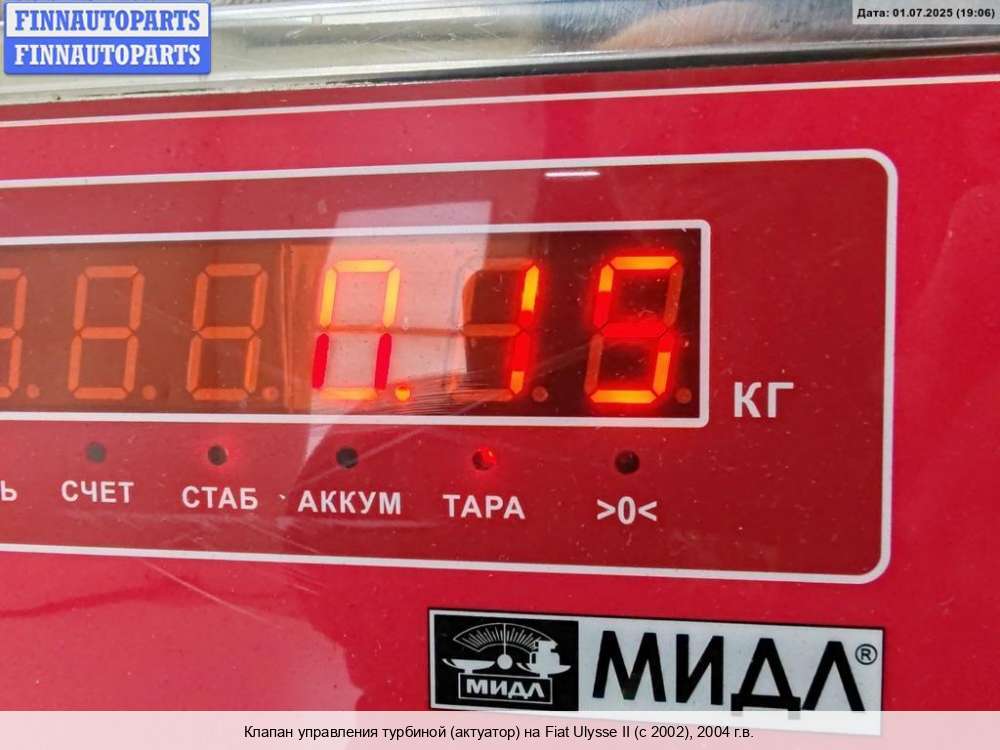 FINNAUTOPARTS
FINNAUTOPARTS
Дата: 01.07.2025 (19:06)
0.15
КГ
Ь СЧЕТ СТАБ АККУМ ТАРА >0<
МИДЛ
МИДЛ®
Клапан управления турбиной (актуатор) на Fiat Ulysse II (с 2002), 2004 г.в.